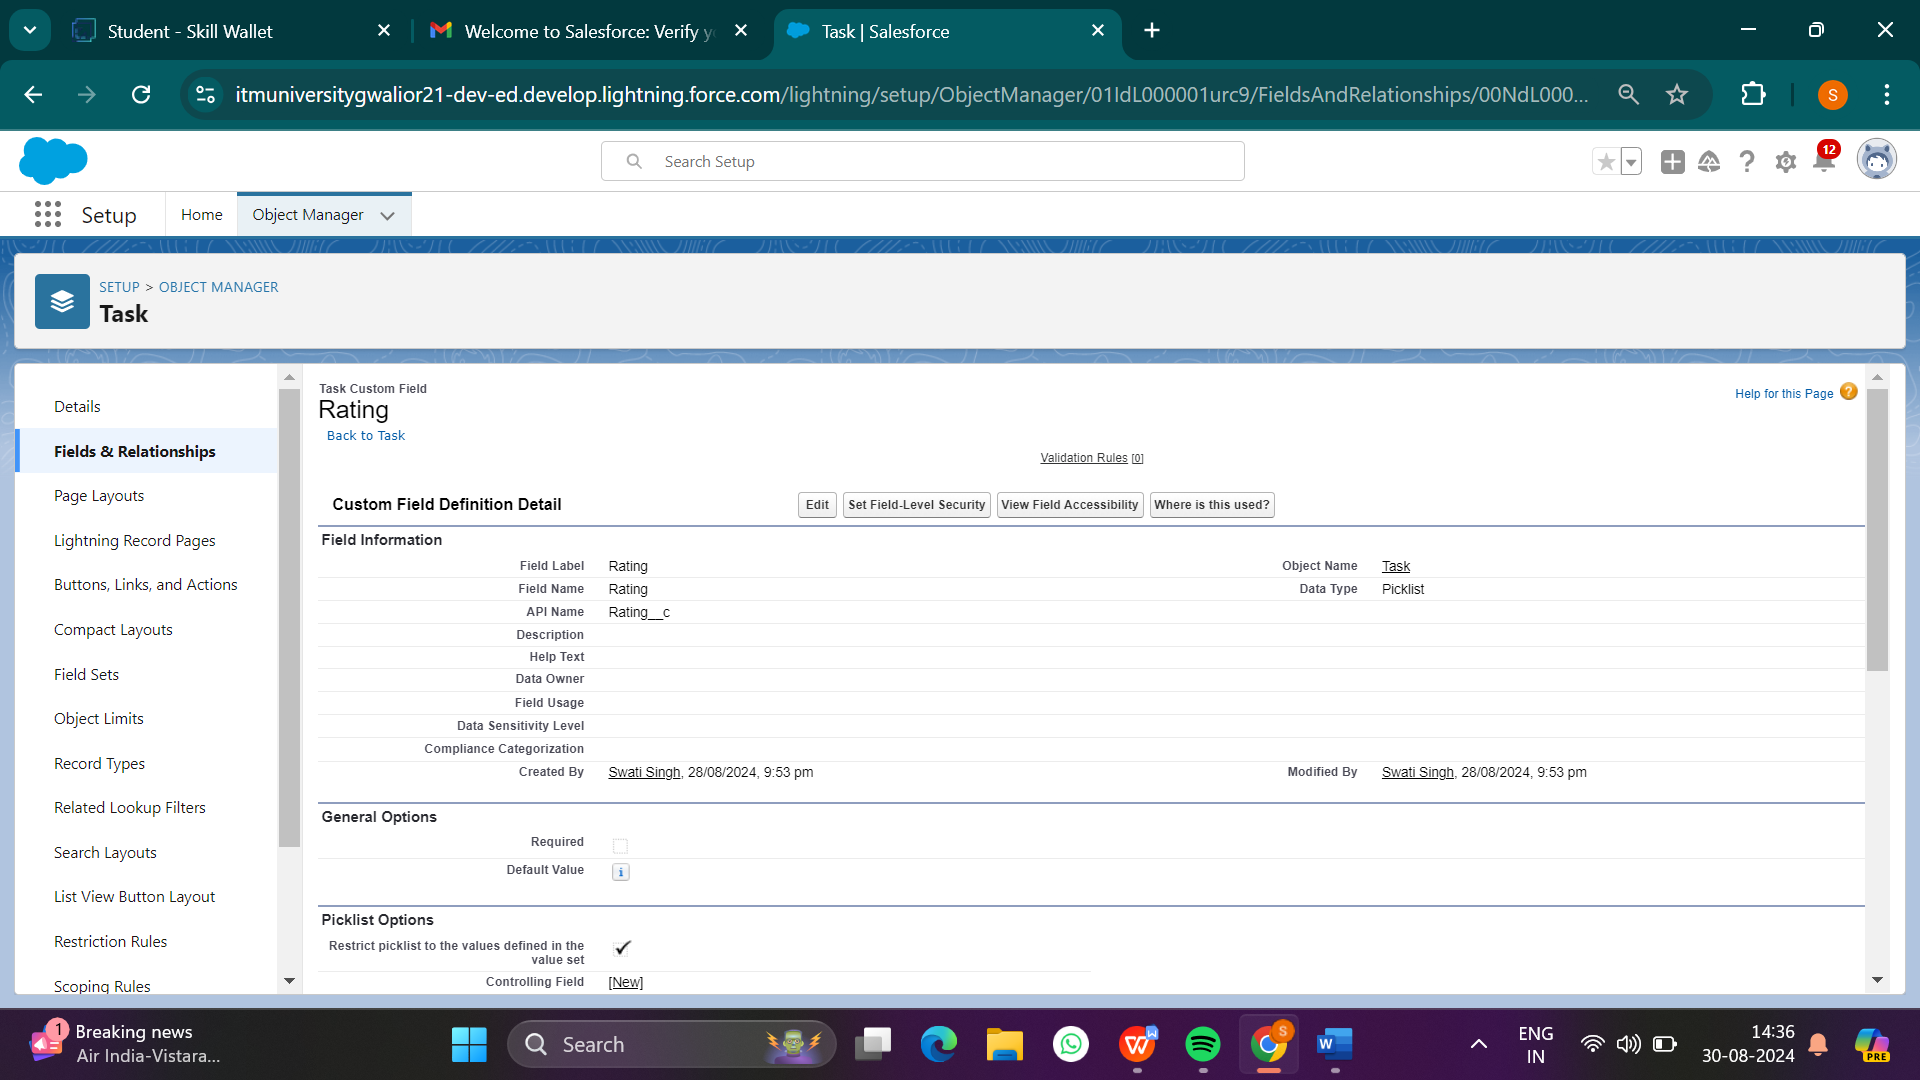 Student - Skill Wallet
Welcome to Salesforce: Verify y
Task | Salesforce
itmuniversitygwalior21-dev-ed.develop.lightning.force.com/lightning/setup/ObjectManager/01IdL000001urc9/FieldsAndRelationships/00NdL000...
S
Search Setup
12
Setup
Home
Object Manager
SETUP > OBJECT MANAGER
Task
Details
Fields & Relationships
Page Layouts
Lightning Record Pages
Buttons, Links, and Actions
Compact Layouts
Field Sets
Object Limits
Record Types
Related Lookup Filters
Search Layouts
List View Button Layout
Restriction Rules
Scoping Rules
Task Custom Field
Rating
Back to Task
Help for this Page ?
Validation Rules [0]
Custom Field Definition Detail
Edit
Set Field-Level Security
View Field Accessibility
Where is this used?
Field Information
Field Label Rating Object Name Task
Field Name Rating Data Type Picklist
API Name Rating__c
Description
Help Text
Data Owner
Field Usage
Data Sensitivity Level
Compliance Categorization
Created By Swati Singh, 28/08/2024, 9:53 pm Modified By Swati Singh, 28/08/2024, 9:53 pm
General Options
Required
Default Value i
Picklist Options
Restrict picklist to the values defined in the
value set
Controlling Field [New]
1
Breaking news
Air India-Vistara...
Search
W
S
W
ENG
IN
14:36
30-08-2024
PRE